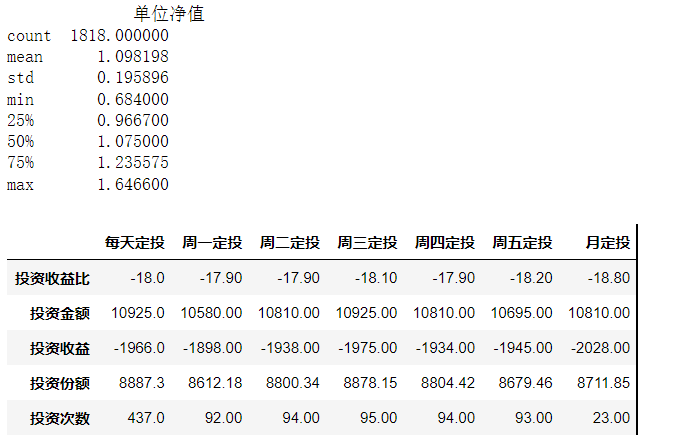 单位净值
count 1818.000000
mean 1.098198
std 0.195896
min 0.684000
25% 0.966700
50% 1.075000
75% 1.235575
max 1.646600
每天定投 周一定投 周二定投 周三定投 周四定投 周五定投 月定投
投资收益比 -18.0 -17.90 -17.90 -18.10 -17.90 -18.20 -18.80
投资金额 10925.0 10580.00 10810.00 10925.00 10810.00 10695.00 10810.00
投资收益 -1966.0 -1898.00 -1938.00 -1975.00 -1934.00 -1945.00 -2028.00
投资份额 8887.3 8612.18 8800.34 8878.15 8804.42 8679.46 8711.85
投资次数 437.0 92.00 94.00 95.00 94.00 93.00 23.00